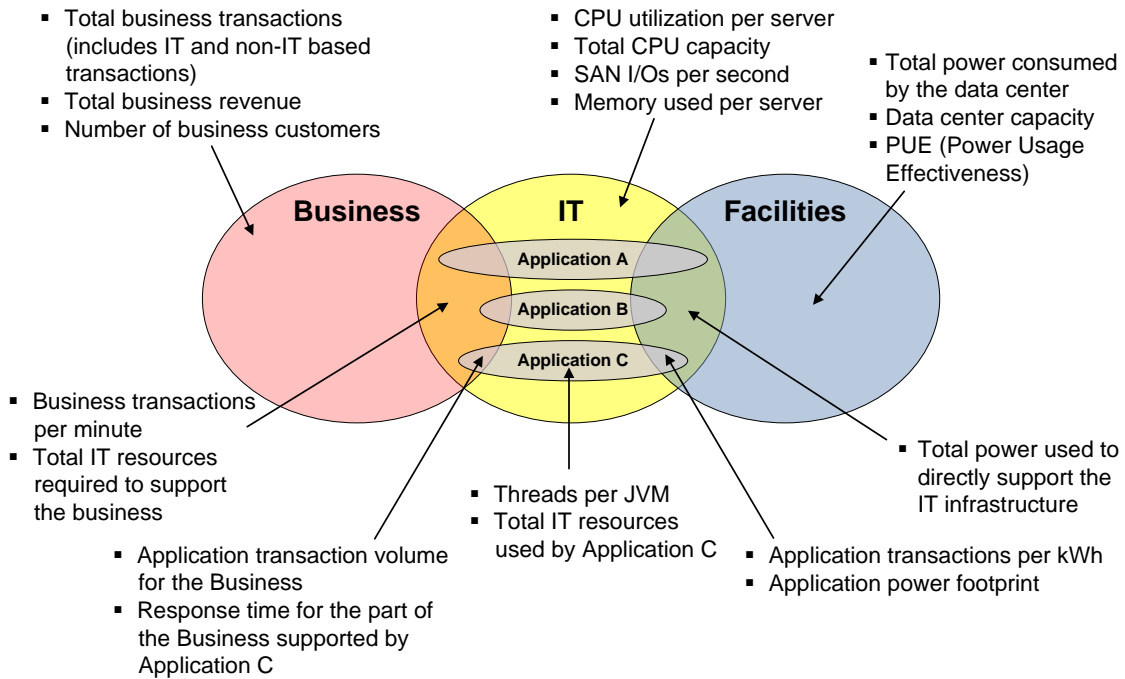 ▪ Total business transactions
(includes IT and non-IT based
transactions)
▪ Total business revenue
▪ Number of business customers
▪ CPU utilization per server
▪ Total CPU capacity
▪ SAN I/Os per second
▪ Memory used per server
▪ Total power consumed
by the data center
▪ Data center capacity
▪ PUE (Power Usage
Effectiveness)
Business
IT
Facilities
Application A
Application B
Application C
▪ Business transactions
per minute
▪ Total IT resources
required to support
the business
▪ Application transaction volume
for the Business
▪ Response time for the part of
the Business supported by
Application C
▪ Threads per JVM
▪ Total IT resources
used by Application C
▪ Total power used to
directly support the
IT infrastructure
▪ Application transactions per kWh
▪ Application power footprint